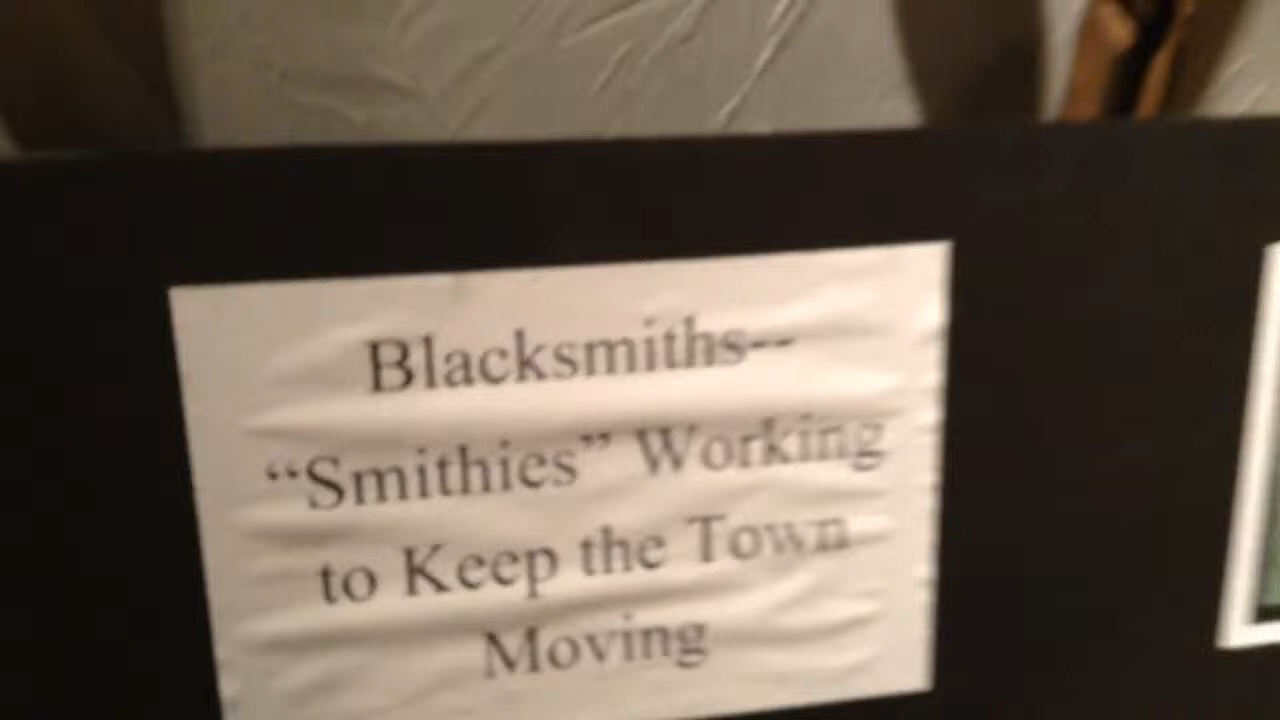 Blacksmiths--
“Smithies” Working
to Keep the Town
Moving